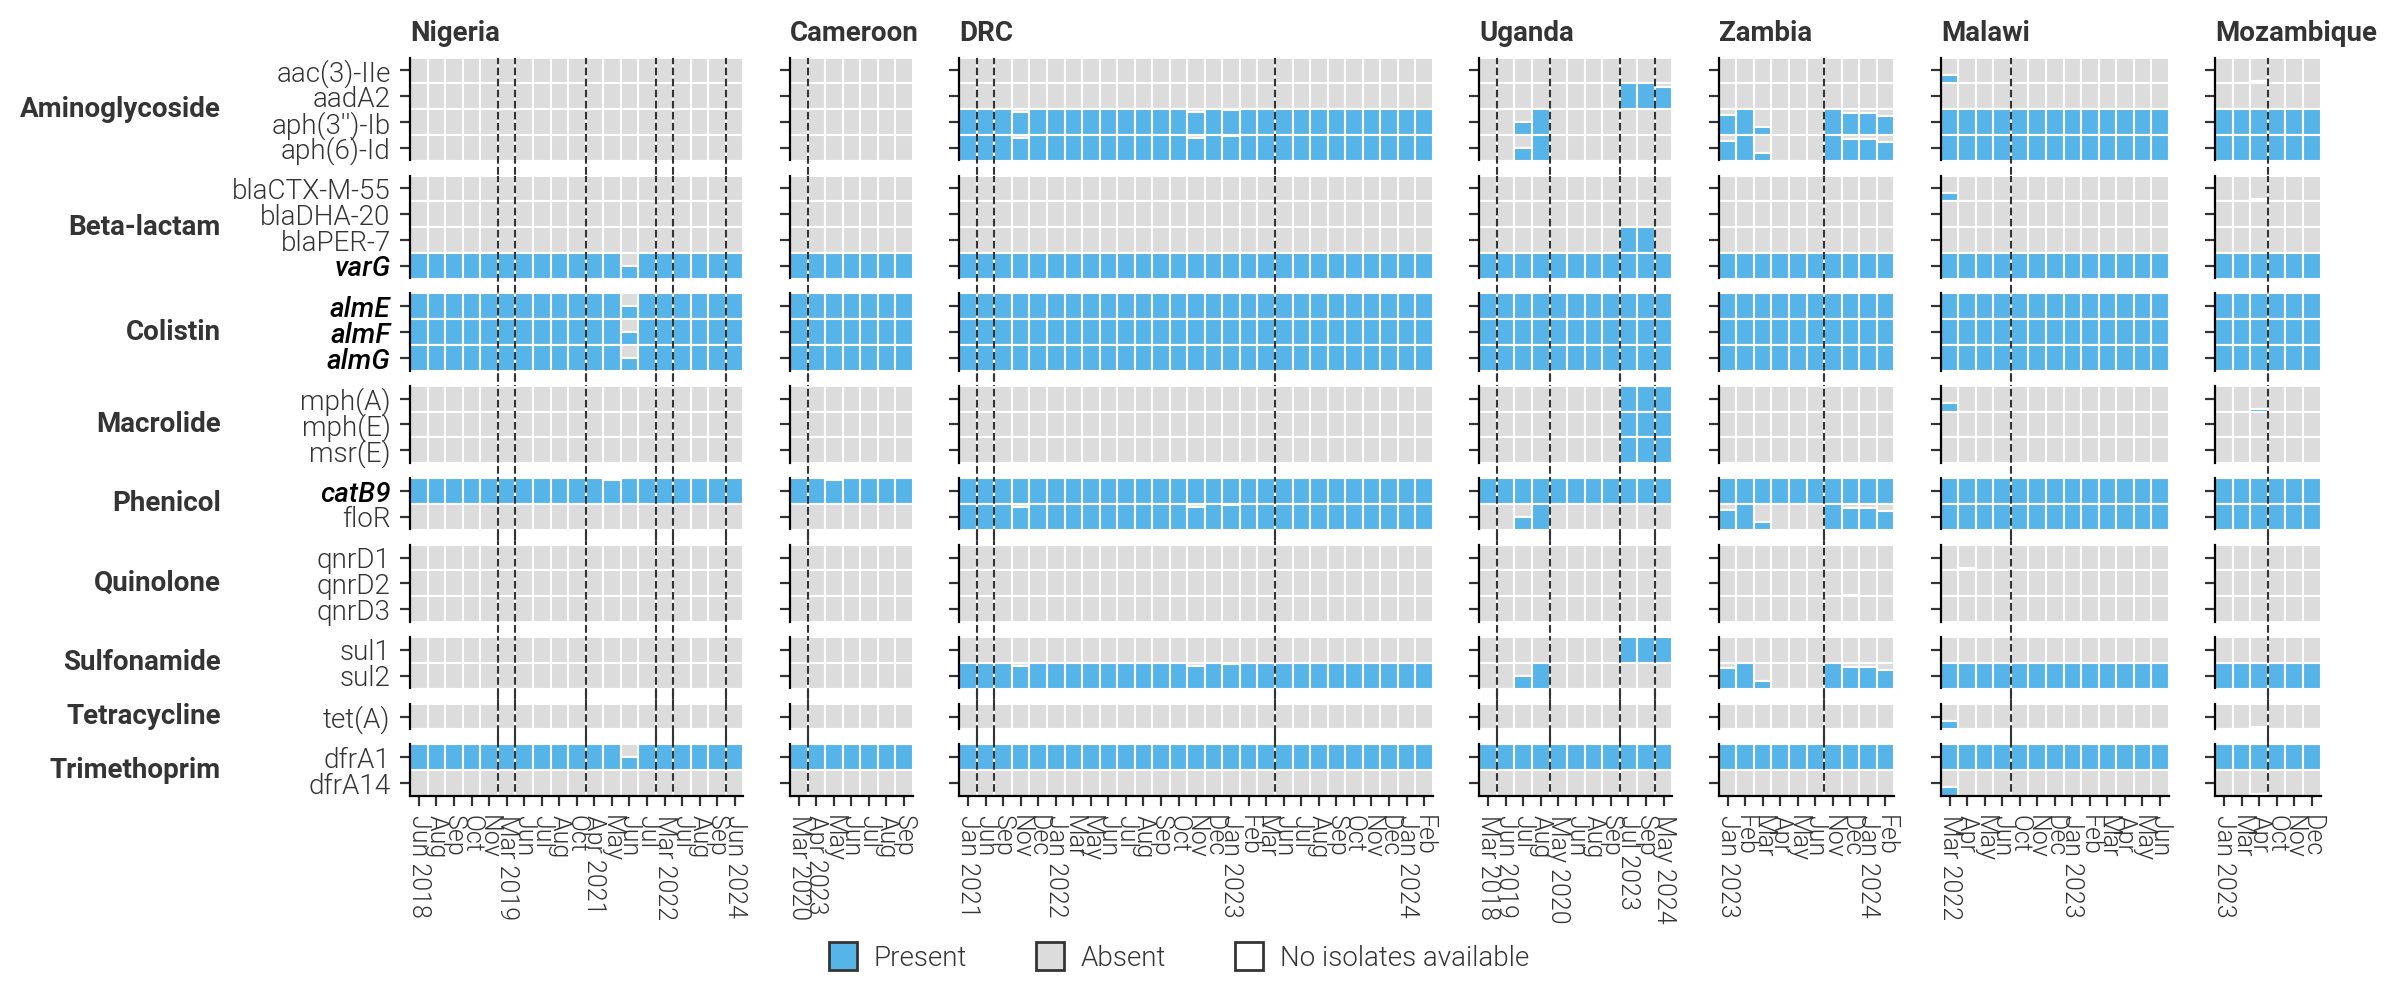 Nigeria Cameroon DRC Uganda Zambia Malawi Mozambique
Aminoglycoside
aac(3)-IIe
aadA2
aph(3")-Ib
aph(6)-Id
Beta-lactam
blaCTX-M-55
blaDHA-20
blaPER-7
varG
Colistin
almE
almF
almG
Macrolide
mph(A)
mph(E)
msr(E)
Phenicol
catB9
floR
Quinolone
qnrD1
qnrD2
qnrD3
Sulfonamide
sul1
sul2
Tetracycline
tet(A)
Trimethoprim
dfrA1
dfrA14
Jun 2018
Aug
Sep
Oct
Nov
Mar 2019
Jun
Jul
Aug
Oct
Apr 2021
May
Jun
Jul
Mar 2022
Jul
Aug
Sep
Jun 2024
Mar 2020
Apr 2023
May
Jun
Jul
Aug
Sep
Jan 2021
Jun
Sep
Nov
Dec
Jan 2022
Mar
May
Jun
Jul
Aug
Sep
Oct
Nov
Dec
Jan 2023
Feb
Mar
Jun
Jul
Aug
Sep
Oct
Nov
Dec
Jan 2024
Feb
Mar 2018
Jun 2019
Jul
Aug
May 2020
Jun
Aug
Sep
Jul 2023
Sep
May 2024
Jan 2023
Feb
Mar
Apr
May
Jun
Nov
Dec
Jan 2024
Feb
Mar 2022
Apr
May
Jun
Oct
Nov
Dec
Jan 2023
Feb
Mar
Apr
May
Jun
Jan 2023
Mar
Apr
Oct
Nov
Dec
Present
Absent
No isolates available